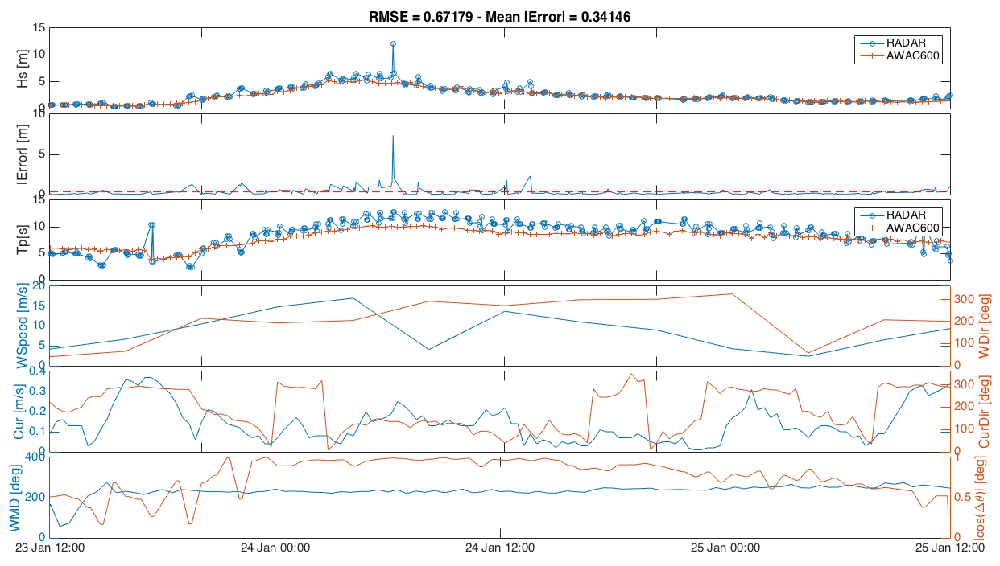 RMSE = 0.67179 - Mean |Error| = 0.34146
15
10
5
0
Hs [m]
RADAR
AWAC600
10
5
0
|Error| [m]
15
10
5
0
Tp[s]
RADAR
AWAC600
20
15
10
5
0
WSpeed [m/s]
300
200
100
0
WDir [deg]
0.4
0.3
0.2
0.1
0
Cur [m/s]
300
200
100
0
CurDir [deg]
400
200
0
WMD [deg]
1
0.5
0
|cos(Δθ)| [deg]
23 Jan 12:00 24 Jan 00:00 24 Jan 12:00 25 Jan 00:00 25 Jan 12:00